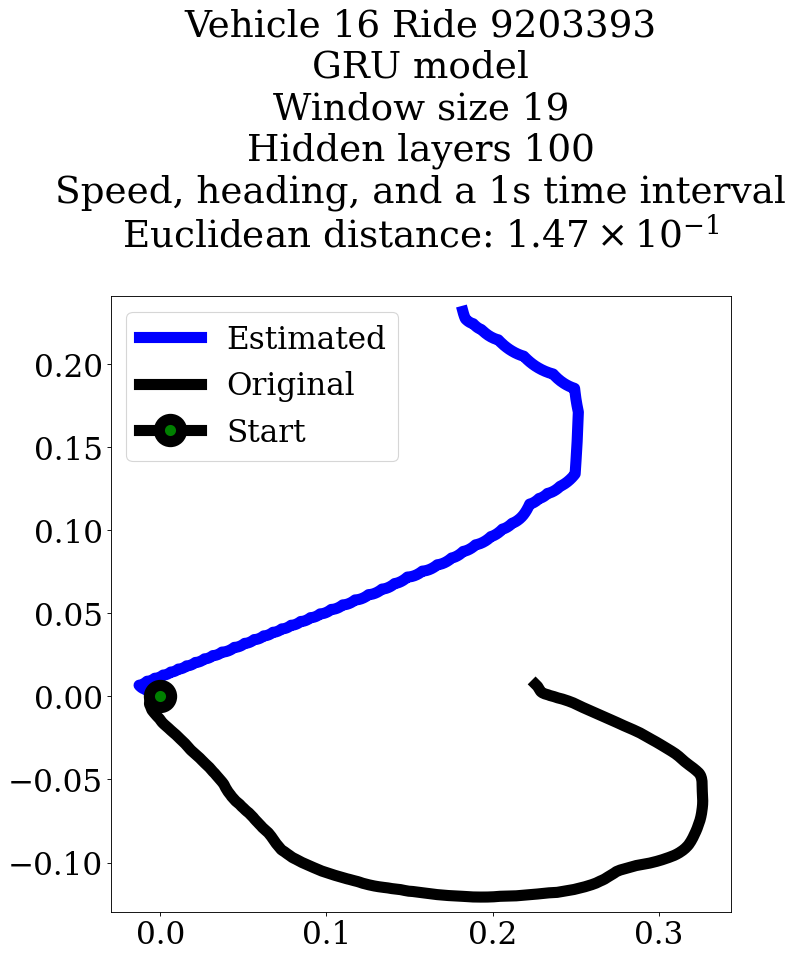 Vehicle 16 Ride 9203393
GRU model
Window size 19
Hidden layers 100
Speed, heading, and a 1s time interval
Euclidean distance: 1.47 × 10⁻¹
Estimated
Original
Start
0.20
0.15
0.10
0.05
0.00
−0.05
−0.10
0.0 0.1 0.2 0.3